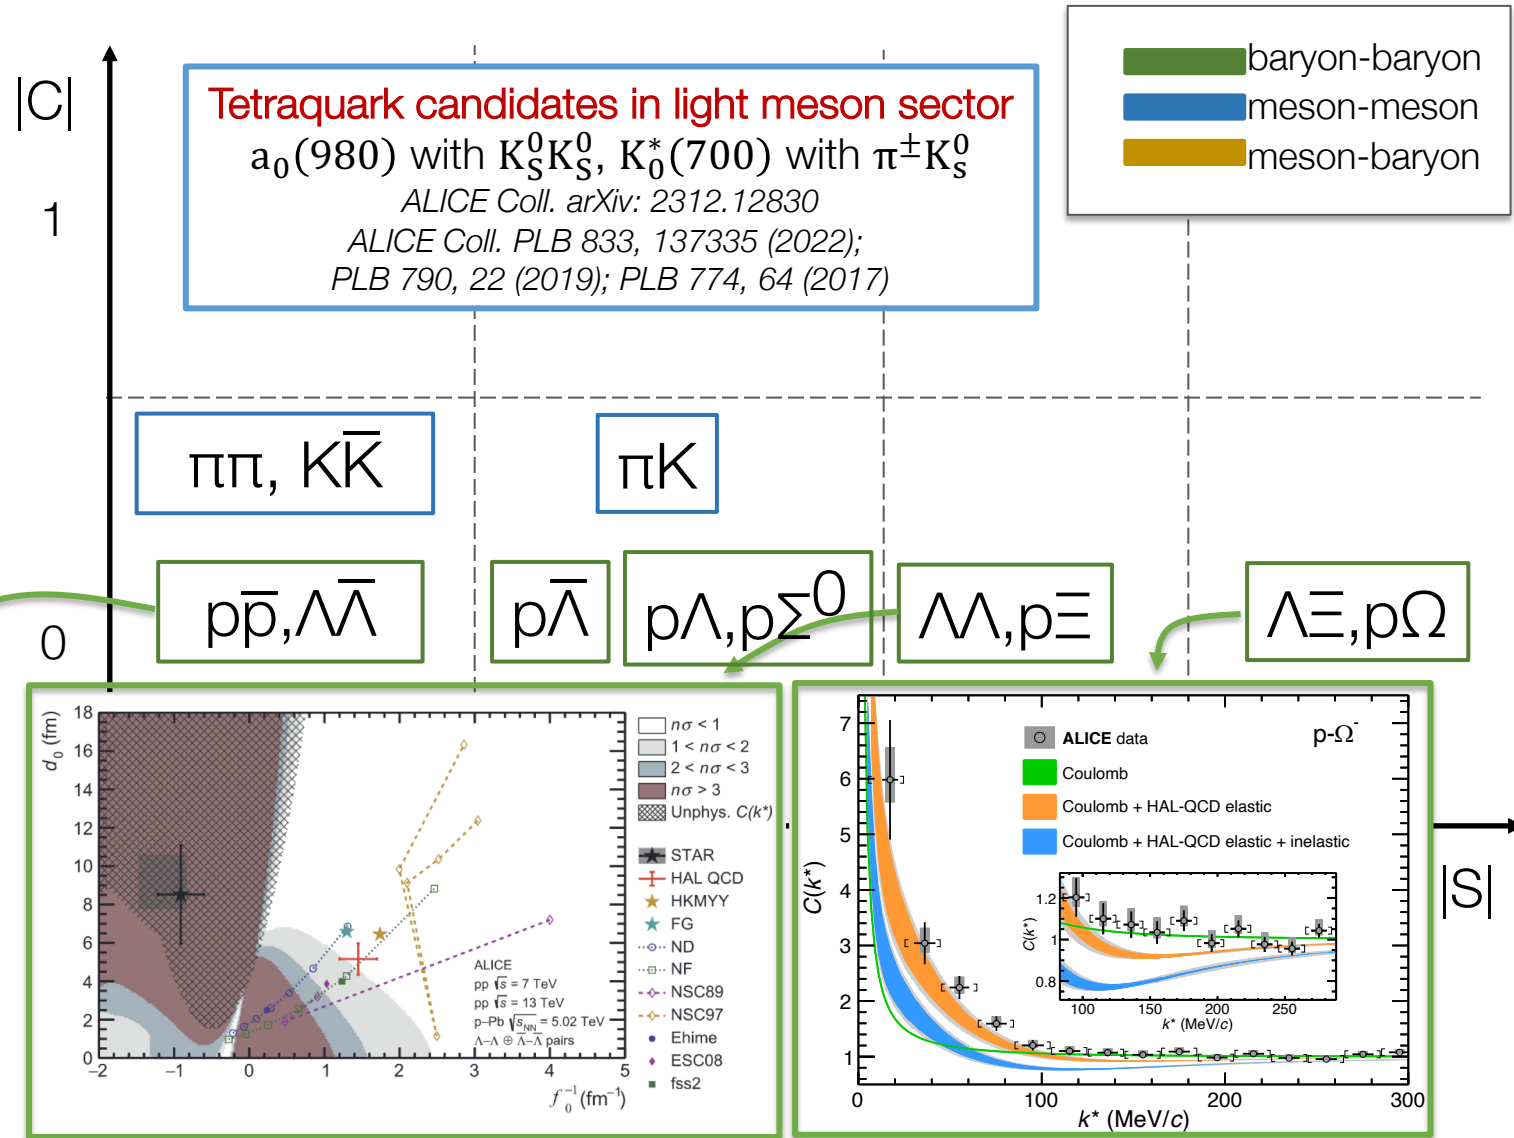 |C|
1
0
|S|
baryon-baryon
meson-meson
meson-baryon
Tetraquark candidates in light meson sector
a₀(980) with K⁰_S K⁰_S, K*₀(700) with π±K⁰_s
ALICE Coll. arXiv: 2312.12830
ALICE Coll. PLB 833, 137335 (2022);
PLB 790, 22 (2019); PLB 774, 64 (2017)
ππ, KK̅
πK
pp̅,ΛΛ̅
pΛ̅
pΛ,pΣ⁰
ΛΛ,pΞ
ΛΞ,pΩ
d₀ (fm)
18
16
14
12
10
8
6
4
2
0
−2 −1 0 1 2 3 4 5
f₀⁻¹ (fm⁻¹)
nσ < 1
1 < nσ < 2
2 < nσ < 3
nσ > 3
Unphys. C(k*)
STAR
HAL QCD
HKMYY
FG
ND
NF
NSC89
NSC97
Ehime
ESC08
fss2
ALICE
pp √s = 7 TeV
pp √s = 13 TeV
p–Pb √s_NN = 5.02 TeV
Λ–Λ ⊕ Λ̅–Λ̅ pairs
C(k*)
7
6
5
4
3
2
1
0 100 200 300
k* (MeV/c)
p-Ω⁻
ALICE data
Coulomb
Coulomb + HAL-QCD elastic
Coulomb + HAL-QCD elastic + inelastic
C(k*)
1.2
1
0.8
100 150 200 250
k* (MeV/c)